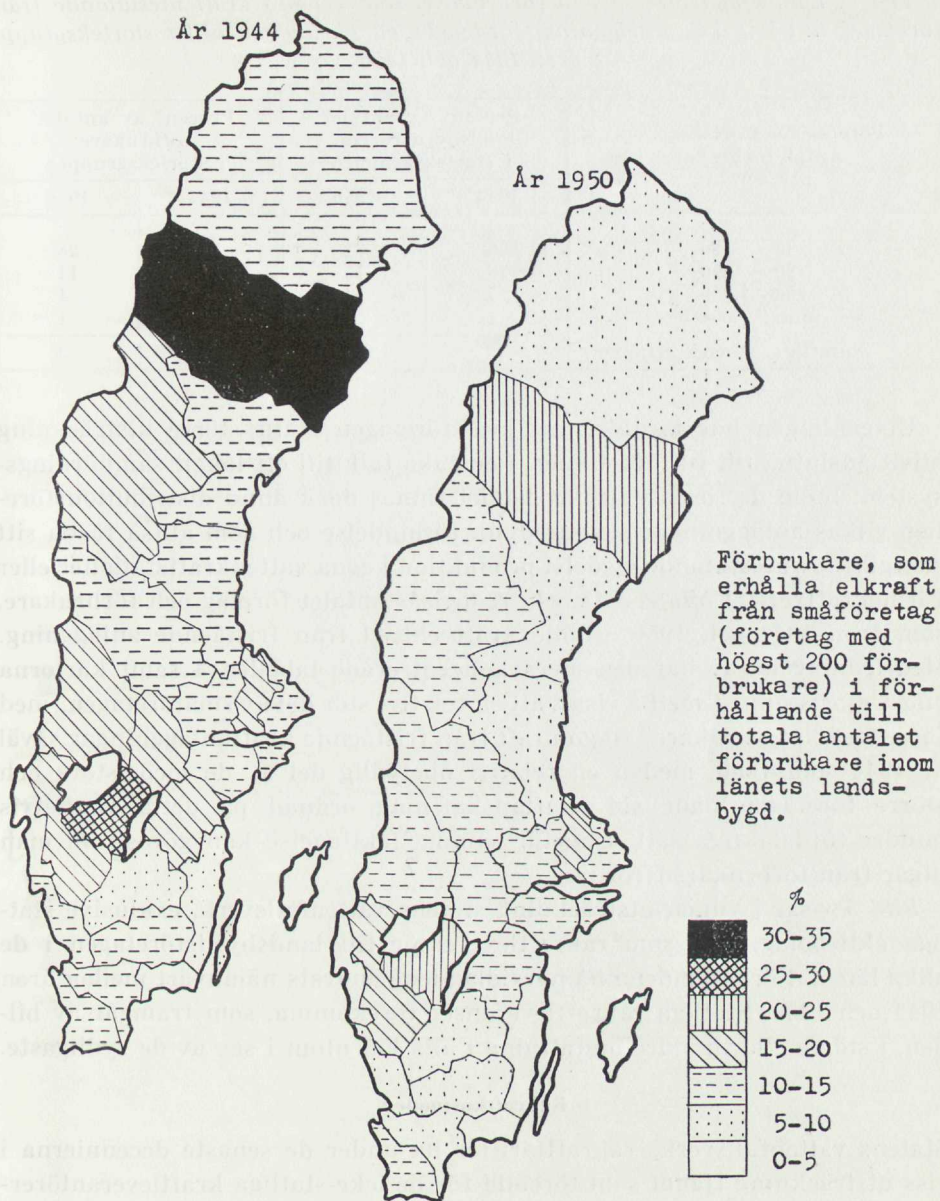 År 1944
År 1950
Förbrukare, som
erhålla elkraft
från småföretag
(företag med
högst 200 för-
brukare) i för-
hållande till
totala antalet
förbrukare inom
länets lands-
bygd.
%
30-35
25-30
20-25
15-20
10-15
5-10
0-5